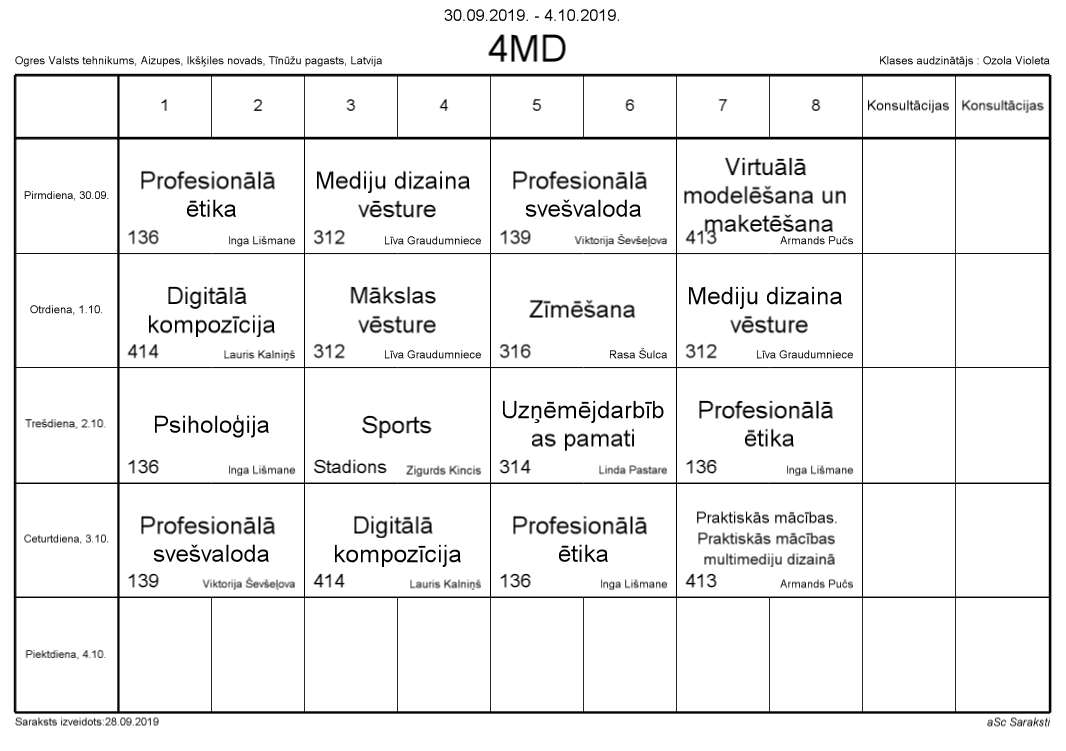 30.09.2019. - 4.10.2019.
4MD
Ogres Valsts tehnikums, Aizupes, Ikšķiles novads, Tīnūžu pagasts, Latvija
Klases audzinātājs : Ozola Violeta
1 2 3 4 5 6 7 8 Konsultācijas Konsultācijas
Pirmdiena, 30.09.
Profesionālā
ētika
136 Inga Lišmane
Mediju dizaina
vēsture
312 Līva Graudumniece
Profesionālā
svešvaloda
139 Viktorija Ševšeļova
Virtuālā
modelēšana un
maketēšana
413 Armands Pučs
Otrdiena, 1.10.
Digitālā
kompozīcija
414 Lauris Kalniņš
Mākslas
vēsture
312 Līva Graudumniece
Zīmēšana
316 Rasa Šulca
Mediju dizaina
vēsture
312 Līva Graudumniece
Trešdiena, 2.10.
Psiholoģija
136 Inga Lišmane
Sports
Stadions Zigurds Kincis
Uzņēmējdarbīb
as pamati
314 Linda Pastare
Profesionālā
ētika
136 Inga Lišmane
Ceturtdiena, 3.10.
Profesionālā
svešvaloda
139 Viktorija Ševšeļova
Digitālā
kompozīcija
414 Lauris Kalniņš
Profesionālā
ētika
136 Inga Lišmane
Praktiskās mācības.
Praktiskās mācības
multimediju dizainā
413 Armands Pučs
Piektdiena, 4.10.
Saraksts izveidots:28.09.2019
aSc Saraksti